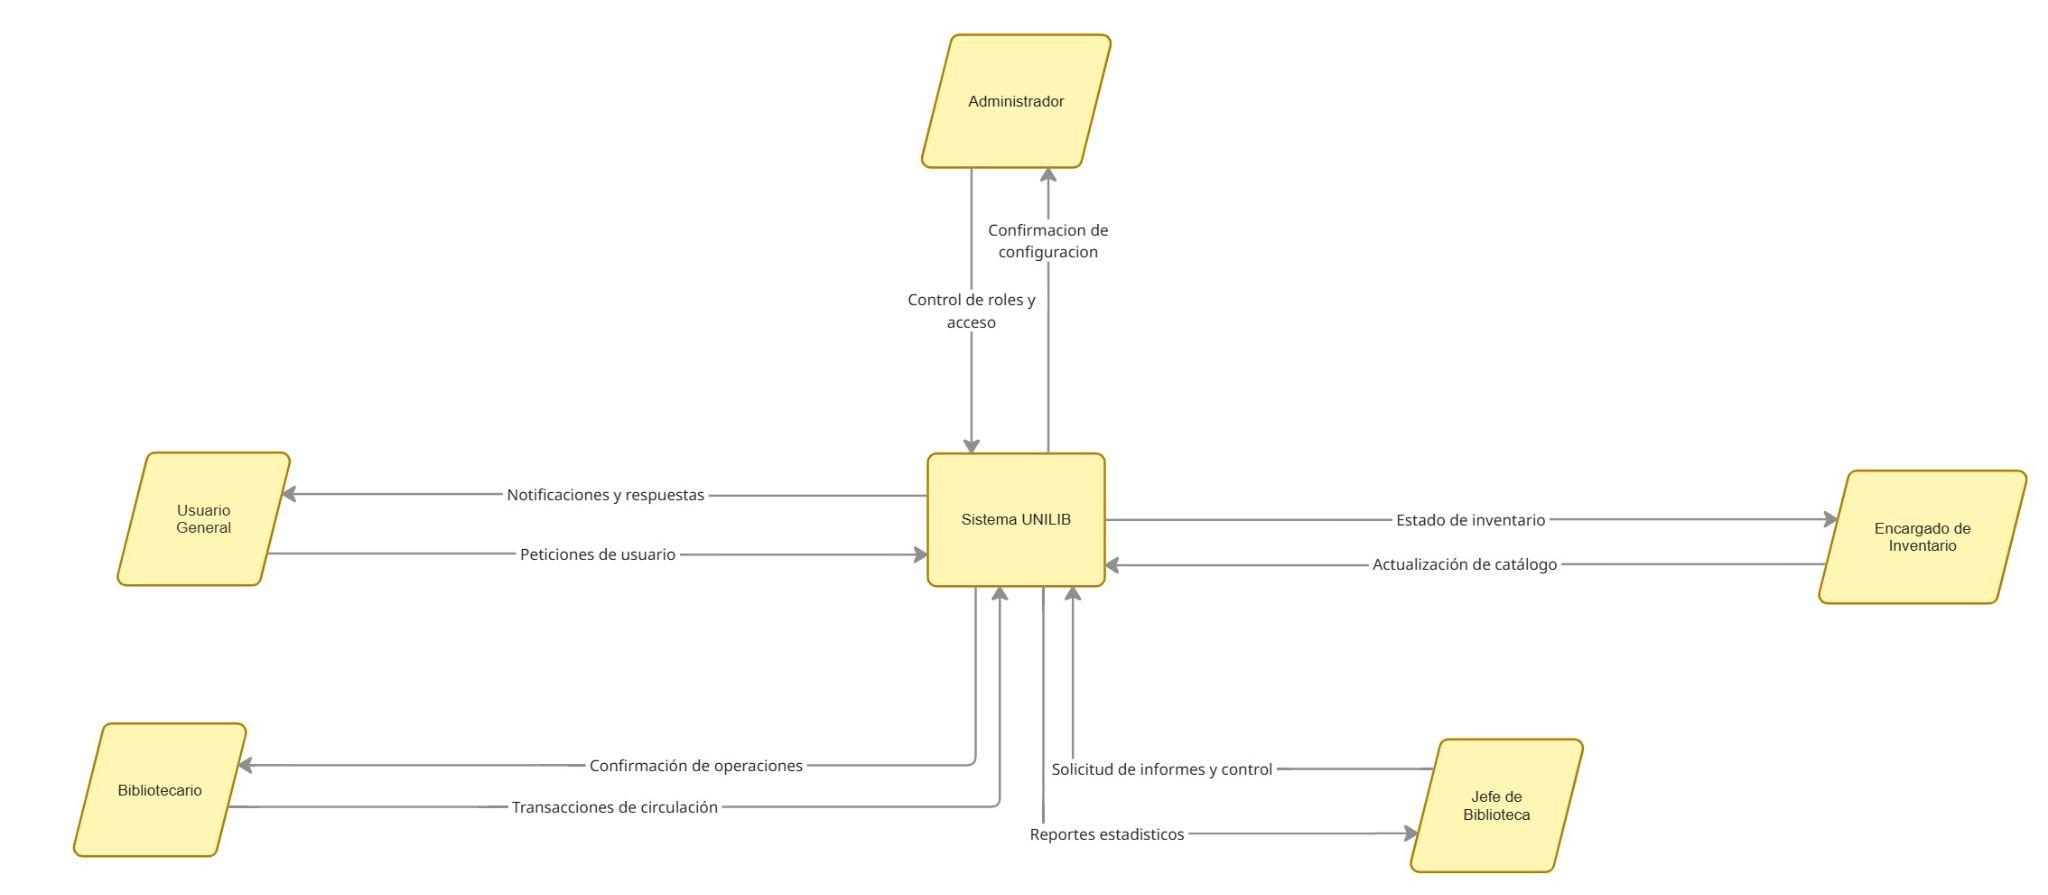 Administrador
Confirmacion de
configuracion
Control de roles y
acceso
Usuario
General
Notificaciones y respuestas
Peticiones de usuario
Sistema UNILIB
Estado de inventario
Actualización de catálogo
Encargado de
Inventario
Bibliotecario
Confirmación de operaciones
Transacciones de circulación
Solicitud de informes y control
Reportes estadisticos
Jefe de
Biblioteca